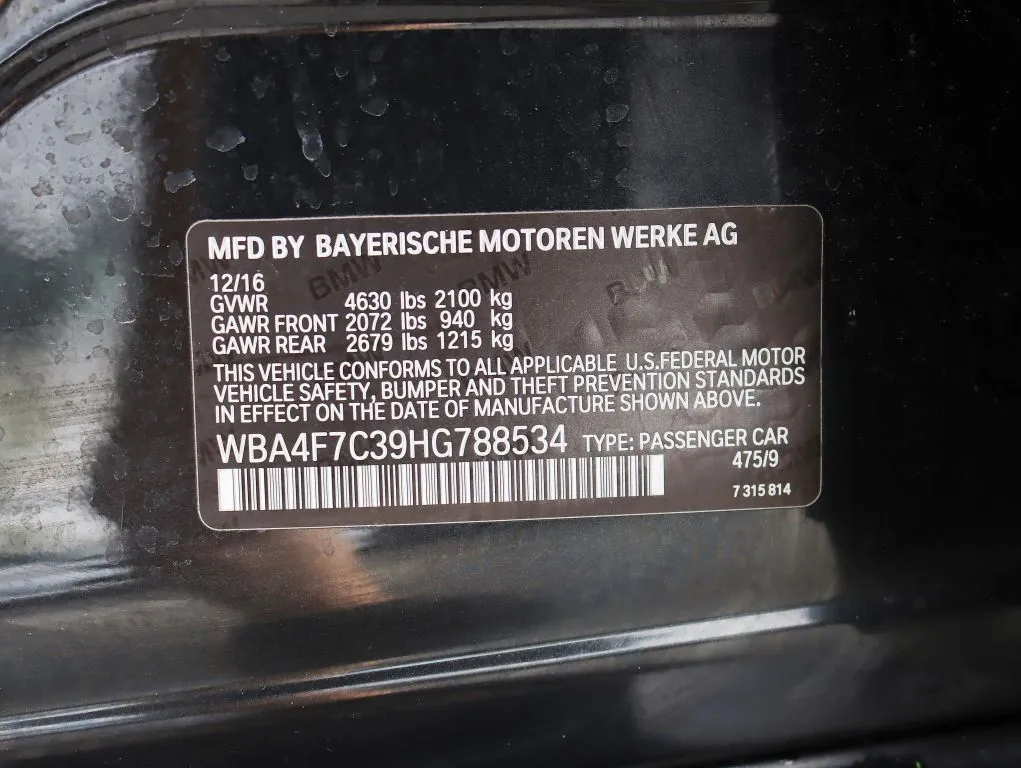 MFD BY BAYERISCHE MOTOREN WERKE AG
12/16
GVWR 4630 lbs 2100 kg
GAWR FRONT 2072 lbs 940 kg
GAWR REAR 2679 lbs 1215 kg
THIS VEHICLE CONFORMS TO ALL APPLICABLE U.S.FEDERAL MOTOR
VEHICLE SAFETY, BUMPER AND THEFT PREVENTION STANDARDS
IN EFFECT ON THE DATE OF MANUFACTURE SHOWN ABOVE.
WBA4F7C39HG788534 TYPE: PASSENGER CAR
475/9
7 315 814
BMW
BMW
BMW